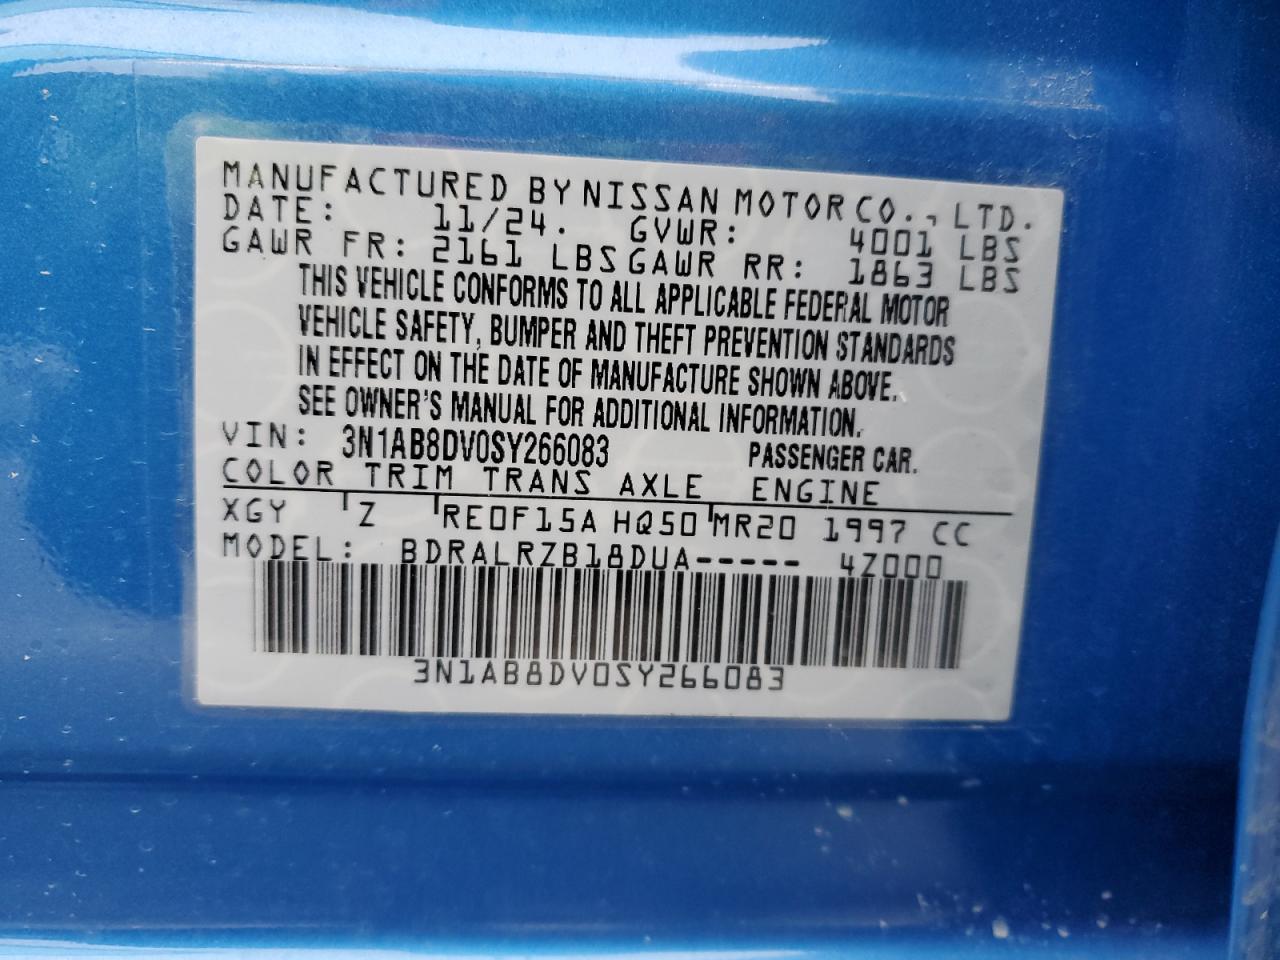 MANUFACTURED BY NISSAN MOTOR CO., LTD.
DATE: 11/24. GVWR: 4001 LBS
GAWR FR: 2161 LBS GAWR RR: 1863 LBS
THIS VEHICLE CONFORMS TO ALL APPLICABLE FEDERAL MOTOR
VEHICLE SAFETY, BUMPER AND THEFT PREVENTION STANDARDS
IN EFFECT ON THE DATE OF MANUFACTURE SHOWN ABOVE.
SEE OWNER'S MANUAL FOR ADDITIONAL INFORMATION.
VIN: 3N1AB8DV0SY266083 PASSENGER CAR.
COLOR TRIM TRANS AXLE ENGINE
XGY Z RE0F15A HQ50 MR20 1997 CC
MODEL: BDRALRZB18DUA----- 4Z000
3N1AB8DV0SY266083